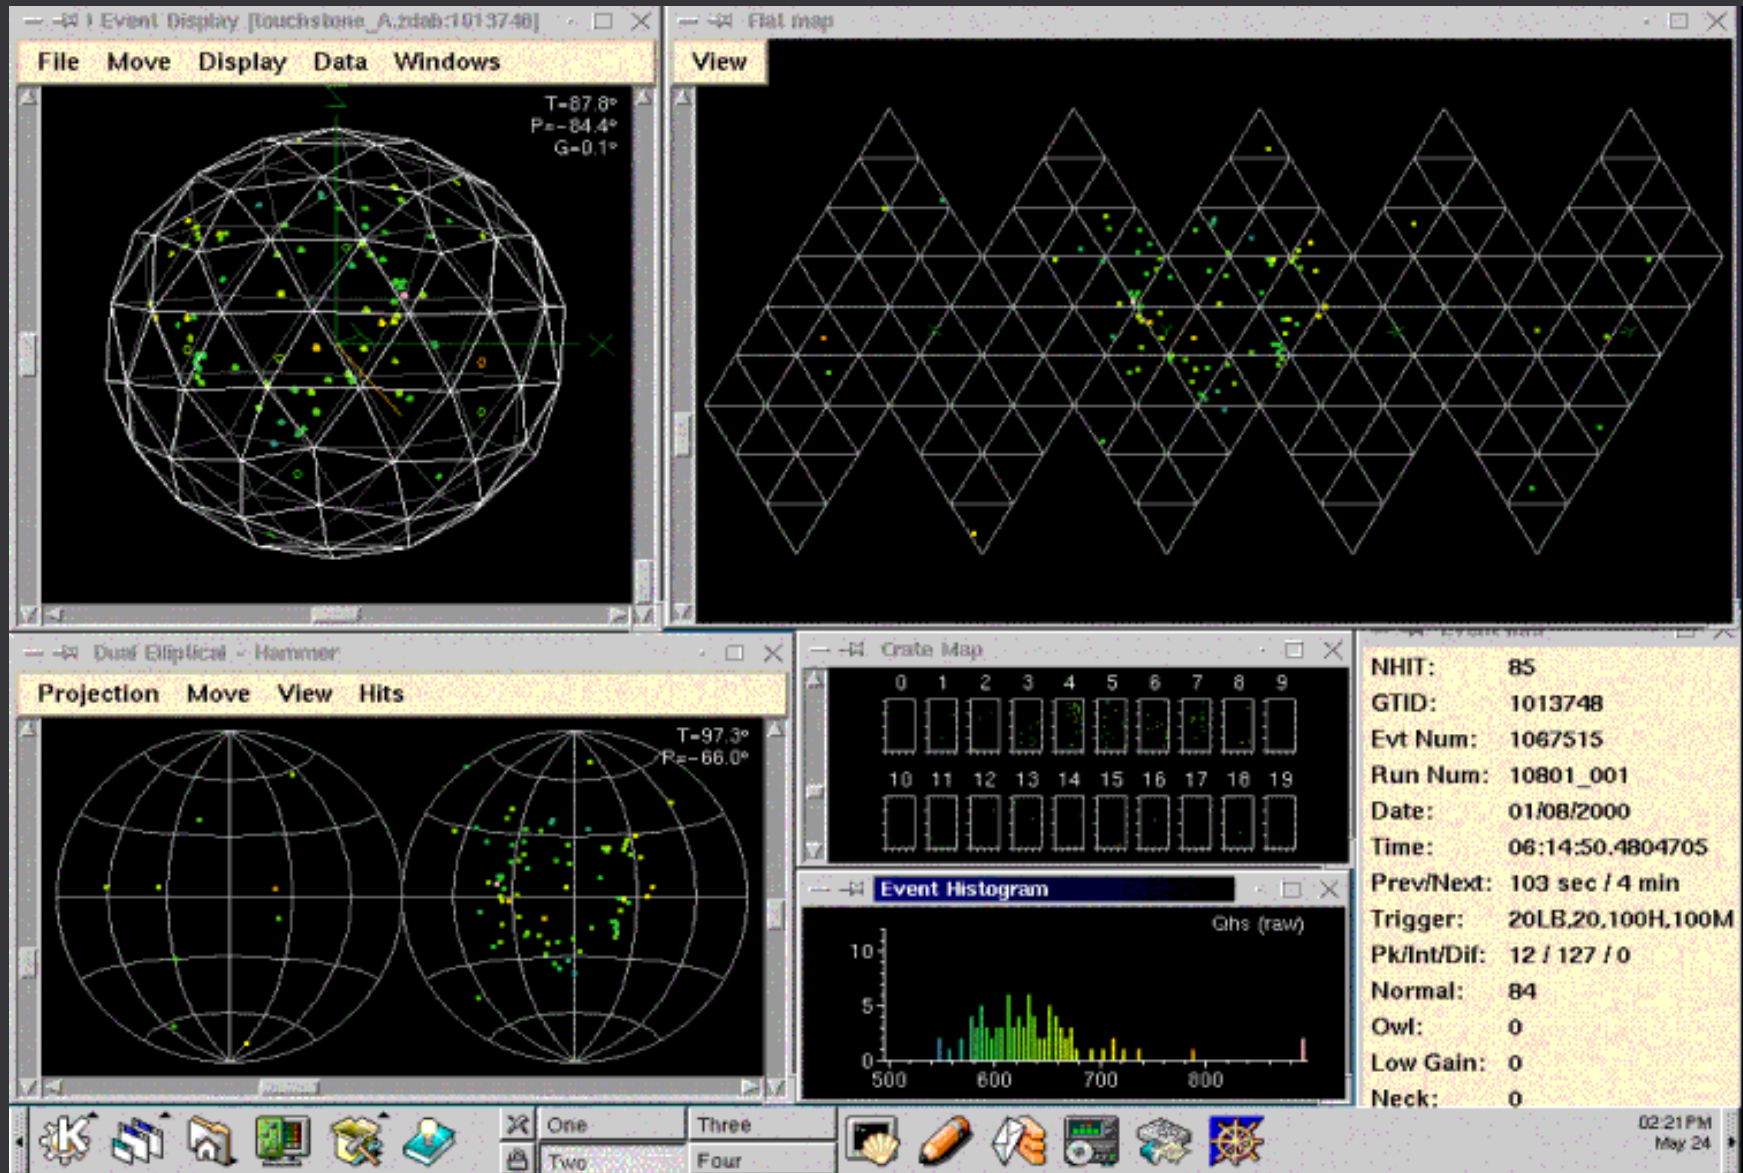 Event Display [touchstone_A.zdab:1013748]
File Move Display Data Windows
T=87.8°
P=-84.4°
G=0.1°
X
Flat map
View
Dual Elliptical - Hammer
Projection Move View Hits
T=97.3°
P=-66.0°
Crate Map
0 1 2 3 4 5 6 7 8 9
10 11 12 13 14 15 16 17 18 19
Event Histogram
Qhs (raw)
10
5
0
500 600 700 800
NHIT: 85
GTID: 1013748
Evt Num: 1067515
Run Num: 10801_001
Date: 01/08/2000
Time: 06:14:50.4804705
Prev/Next: 103 sec / 4 min
Trigger: 20LB,20,100H,100M
Pk/Int/Dif: 12 / 127 / 0
Normal: 84
Owl: 0
Low Gain: 0
Neck: 0
K
One Three
Two Four
02:21PM
May 24